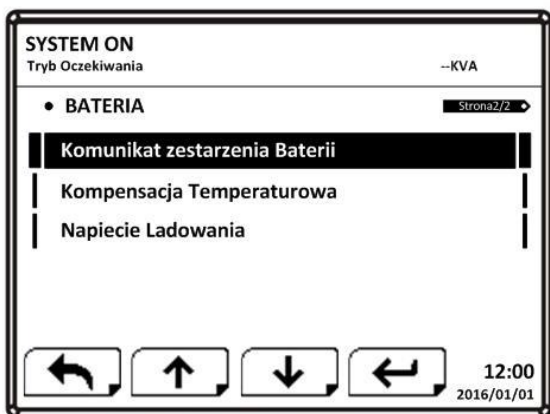 SYSTEM ON
Tryb Oczekiwania --KVA
• BATERIA Strona2/2
Komunikat zestarzenia Baterii
Kompensacja Temperaturowa
Napiecie Ladowania
12:00
2016/01/01